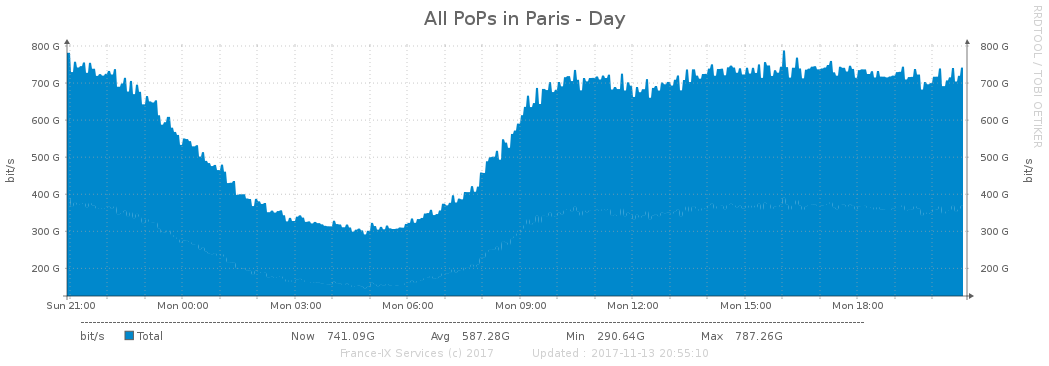 All PoPs in Paris - Day
RRDTOOL / TOBI OETIKER
bit/s
bit/s
800 G 800 G
700 G 700 G
600 G 600 G
500 G 500 G
400 G 400 G
300 G 300 G
200 G 200 G
Sun 21:00 Mon 00:00 Mon 03:00 Mon 06:00 Mon 09:00 Mon 12:00 Mon 15:00 Mon 18:00
bit/s Total Now 741.09G Avg 587.28G Min 290.64G Max 787.26G
France-IX Services (c) 2017 Updated : 2017-11-13 20:55:10